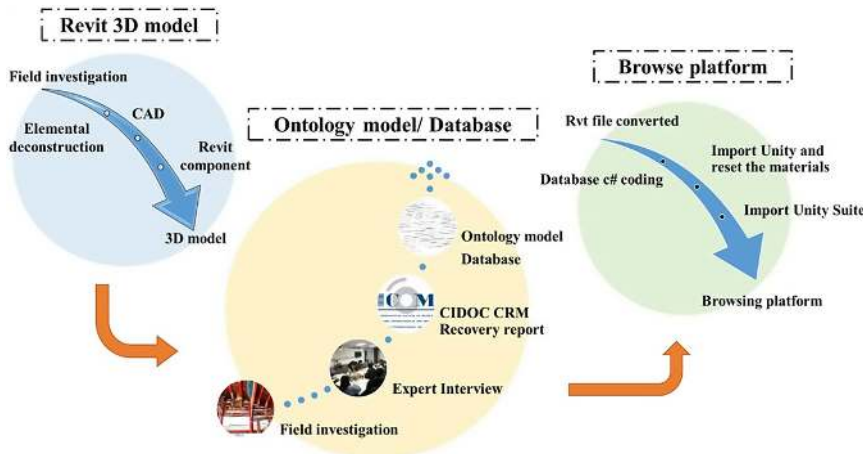 Revit 3D model
Field investigation
CAD
Elemental
deconstruction
Revit
component
3D model
Ontology model/ Database
Ontology model
Database
CIDOC CRM
Recovery report
Expert Interview
Field investigation
Browse platform
Rvt file converted
Import Unity and
reset the materials
Database c# coding
Import Unity Suite
Browsing platform